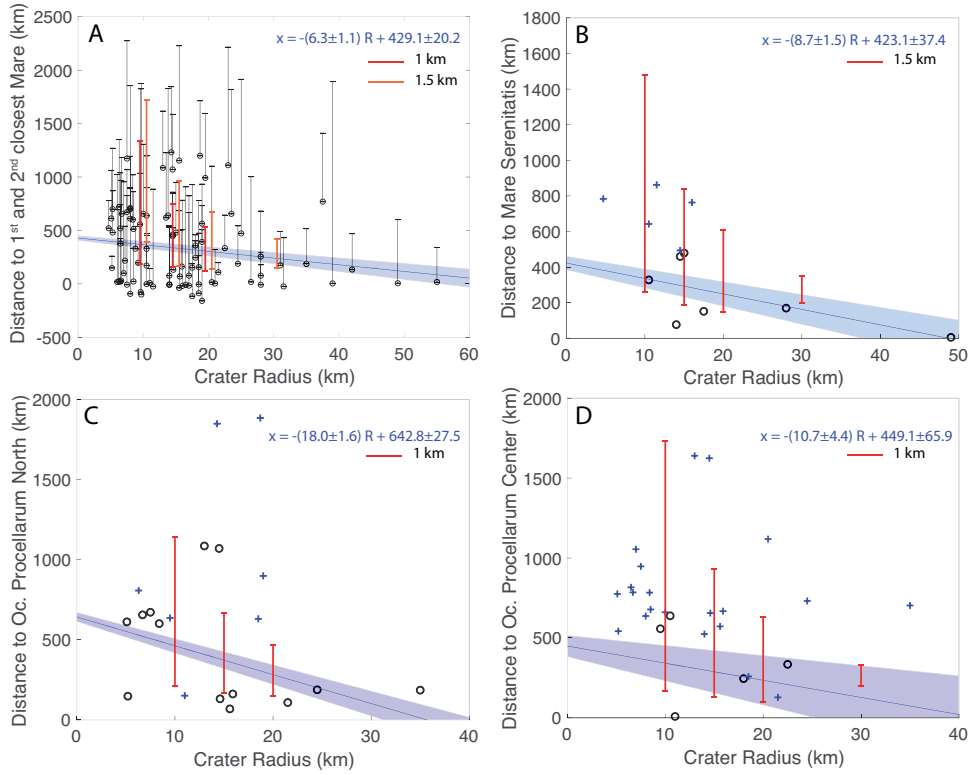 A
x = -(6.3±1.1) R + 429.1±20.2
1 km
1.5 km
Distance to 1st and 2nd closest Mare (km)
2500
2000
1500
1000
500
0
-500
0 10 20 30 40 50 60
Crater Radius (km)
B
x = -(8.7±1.5) R + 423.1±37.4
1.5 km
Distance to Mare Serenitatis (km)
1800
1600
1400
1200
1000
800
600
400
200
0
0 10 20 30 40 50
Crater Radius (km)
C
x = -(18.0±1.6) R + 642.8±27.5
1 km
Distance to Oc. Procellarum North (km)
2000
1500
1000
500
0
0 10 20 30 40
Crater Radius (km)
D
x = -(10.7±4.4) R + 449.1±65.9
1 km
Distance to Oc. Procellarum Center (km)
2000
1500
1000
500
0
0 10 20 30 40
Crater Radius (km)